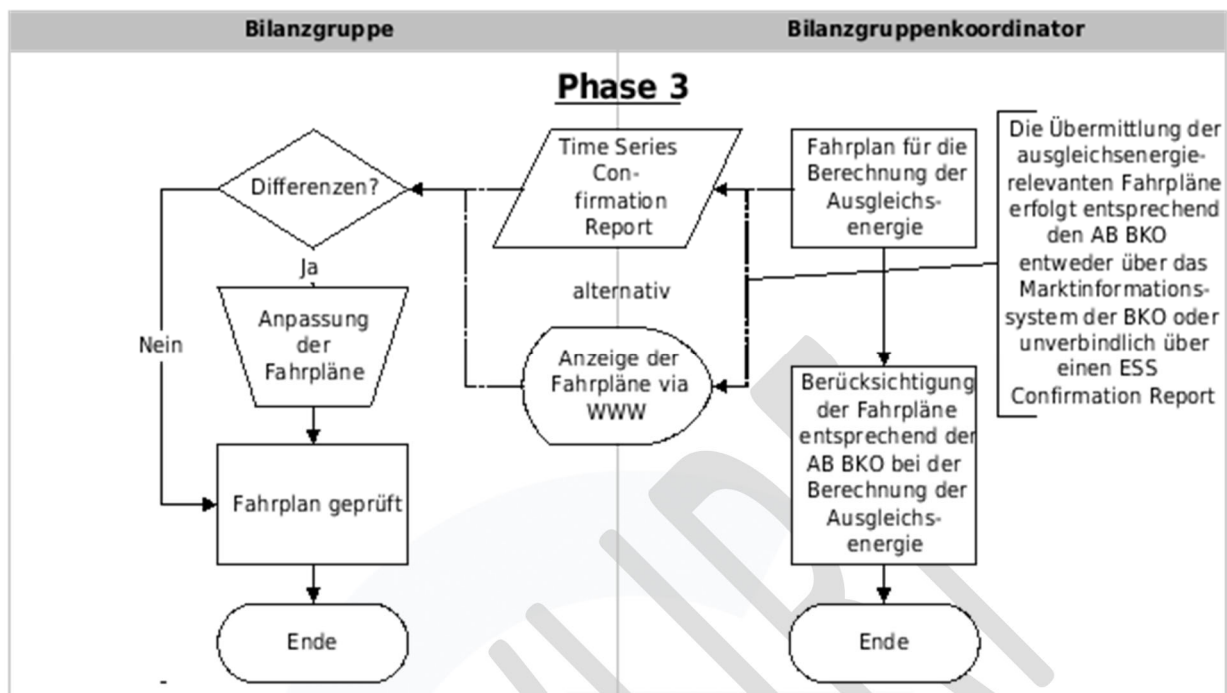 Bilanzgruppe
Bilanzgruppenkoordinator
Phase 3
Differenzen?
Ja
Nein
Anpassung
der
Fahrpläne
Fahrplan geprüft
Ende
Time Series
Con-
firmation
Report
alternativ
Anzeige der
Fahrpläne via
WWW
Fahrplan für die
Berechnung der
Ausgleichs-
energie
Berücksichtigung
der Fahrpläne
entsprechend der
AB BKO bei der
Berechnung der
Ausgleichs-
energie
Ende
Die Übermittlung der
ausgleichsenergie-
relevanten Fahrpläne
erfolgt entsprechend
den AB BKO
entweder über das
Marktinformations-
system der BKO oder
unverbindlich über
einen ESS
Confirmation Report